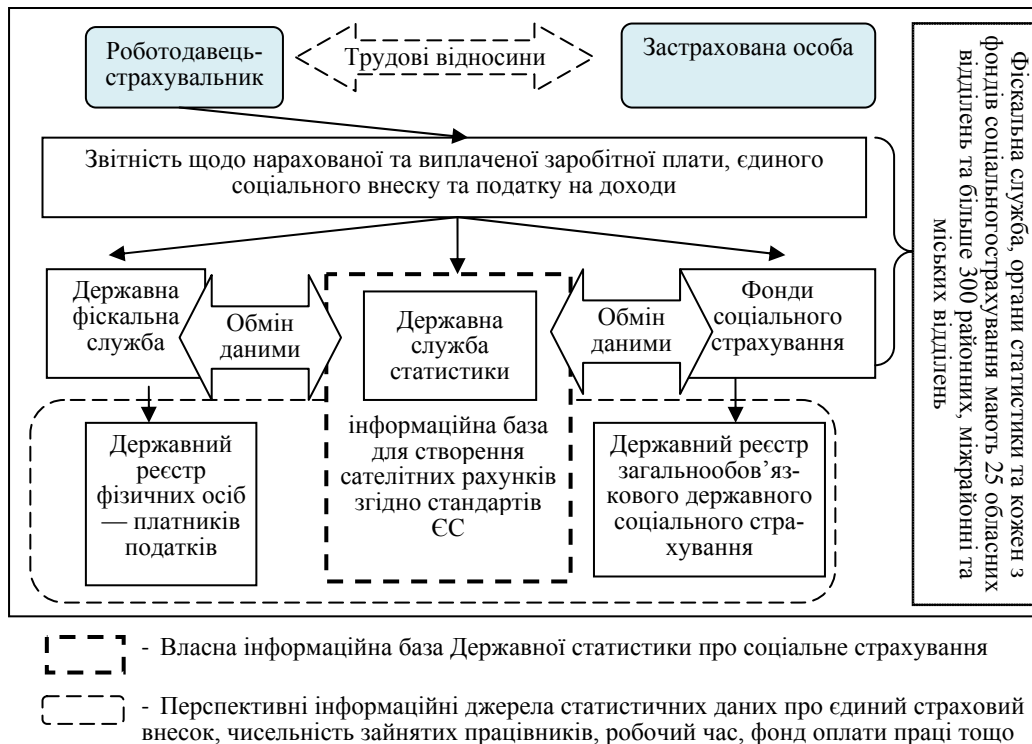 Роботодавець-
страхувальник
Трудові відносини
Застрахована особа
Звітність щодо нарахованої та виплаченої заробітної плати, єдиного
соціального внеску та податку на доходи
Державна
фіскальна
служба
Обмін
даними
Державна
служба
статистики
Обмін
даними
Фонди
соціального
страхування
Державний
реєстр
фізичних осіб
— платників
податків
інформаційна база
для створення
сателітних рахунків
згідно стандартів
ЄС
Державний реєстр
загальнообов’яз-
кового державного
соціального стра-
хування
Фіскальна служба, органи статистики та кожен з
фондів соціальногострахування мають 25 обласних
відділень та більше 300 районних, міжрайонні та
міських відділень
- Власна інформаційна база Державної статистики про соціальне страхування
- Перспективні інформаційні джерела статистичних даних про єдиний страховий
внесок, чисельність зайнятих працівників, робочий час, фонд оплати праці тощо